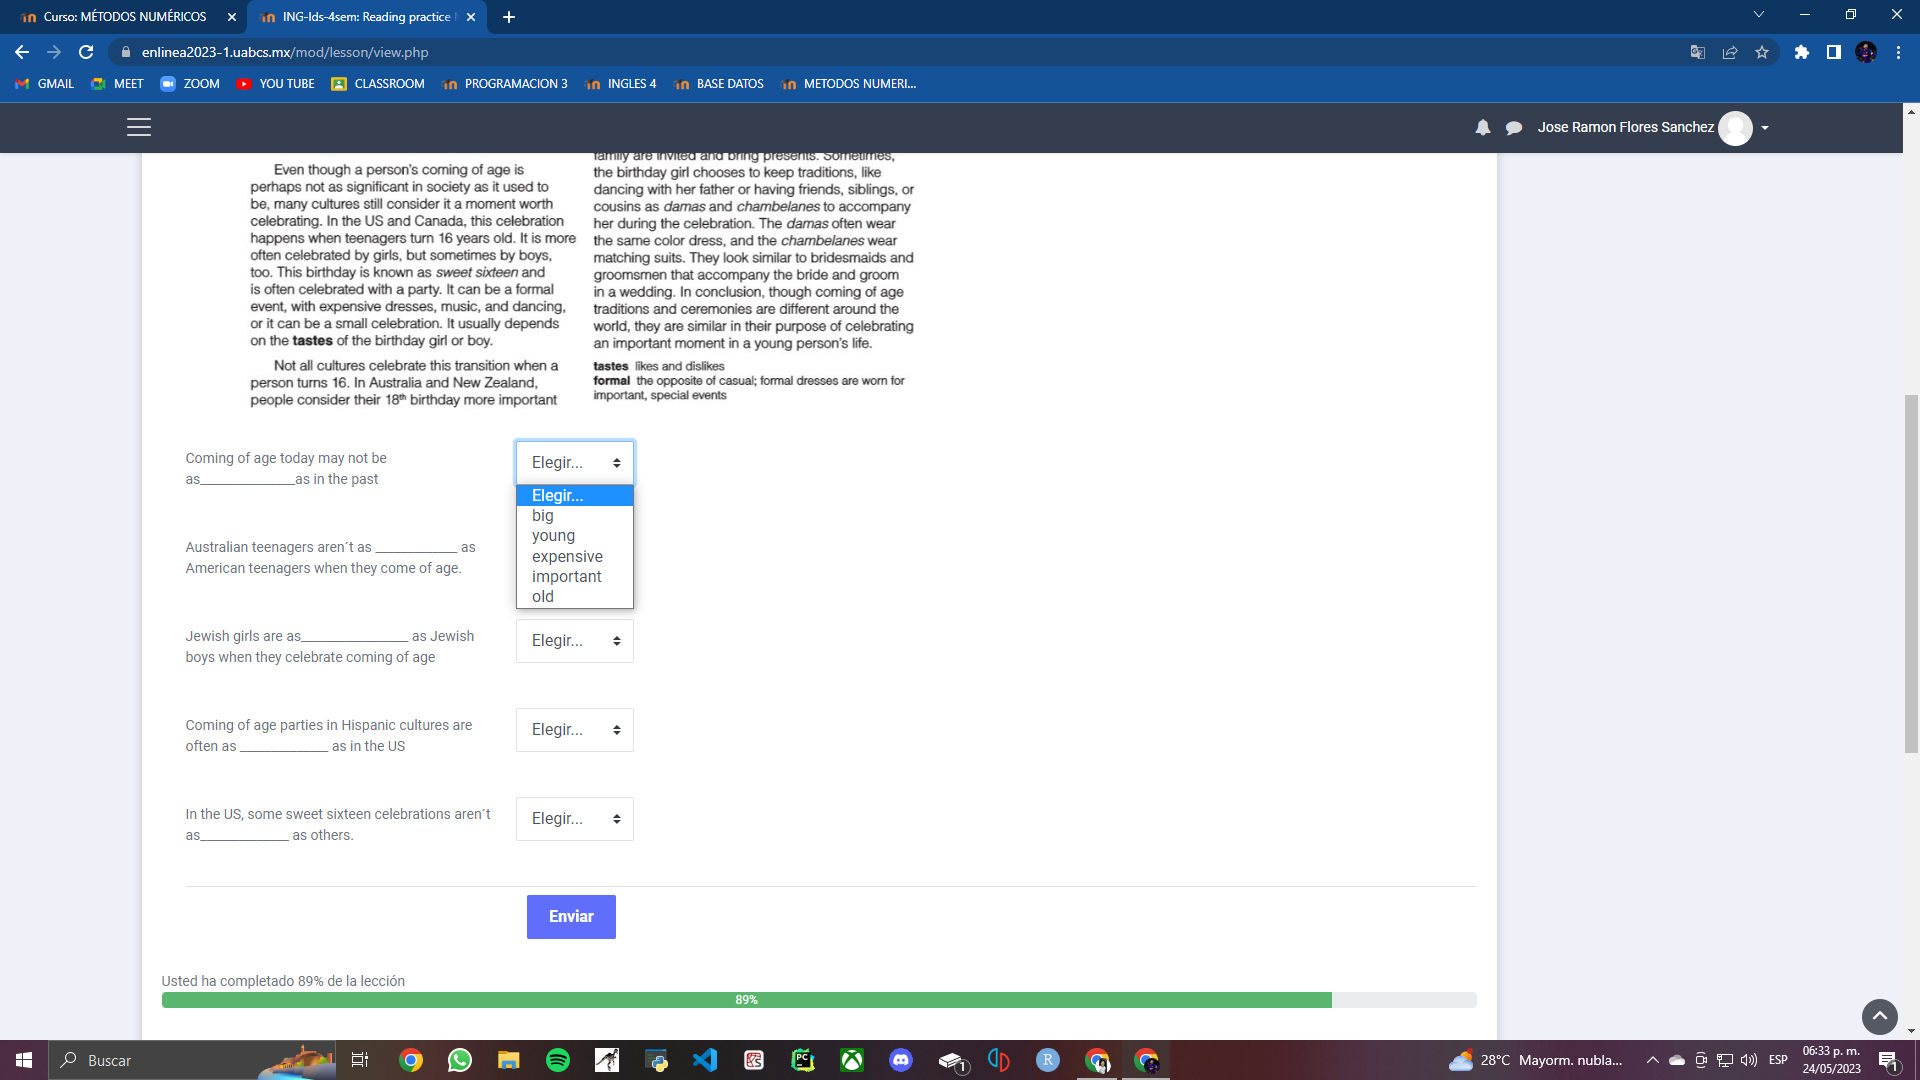 Curso: MÉTODOS NUMÉRICOS
ING-lds-4sem: Reading practice
enlinea2023-1.uabcs.mx/mod/lesson/view.php
GMAIL
MEET
ZOOM
YOU TUBE
CLASSROOM
PROGRAMACION 3
INGLES 4
BASE DATOS
METODOS NUMERI...
Jose Ramon Flores Sanchez
Even though a person's coming of age is
perhaps not as significant in society as it used to
be, many cultures still consider it a moment worth
celebrating. In the US and Canada, this celebration
happens when teenagers turn 16 years old. It is more
often celebrated by girls, but sometimes by boys,
too. This birthday is known as sweet sixteen and
is often celebrated with a party. It can be a formal
event, with expensive dresses, music, and dancing,
or it can be a small celebration. It usually depends
on the tastes of the birthday girl or boy.
Not all cultures celebrate this transition when a
person turns 16. In Australia and New Zealand,
people consider their 18th birthday more important
family are invited and bring presents. Sometimes,
the birthday girl chooses to keep traditions, like
dancing with her father or having friends, siblings, or
cousins as damas and chambelanes to accompany
her during the celebration. The damas often wear
the same color dress, and the chambelanes wear
matching suits. They look similar to bridesmaids and
groomsmen that accompany the bride and groom
in a wedding. In conclusion, though coming of age
traditions and ceremonies are different around the
world, they are similar in their purpose of celebrating
an important moment in a young person's life.
tastes likes and dislikes
formal the opposite of casual; formal dresses are worn for
important, special events
Coming of age today may not be
as_______________as in the past
Elegir...
Elegir...
big
young
expensive
important
old
Australian teenagers aren´t as _____________ as
American teenagers when they come of age.
Jewish girls are as_________________ as Jewish
boys when they celebrate coming of age
Elegir...
Coming of age parties in Hispanic cultures are
often as ______________ as in the US
Elegir...
In the US, some sweet sixteen celebrations aren´t
as______________ as others.
Elegir...
Enviar
Usted ha completado 89% de la lección
89%
Buscar
28°C Mayorm. nubla...
ESP
06:33 p. m.
24/05/2023